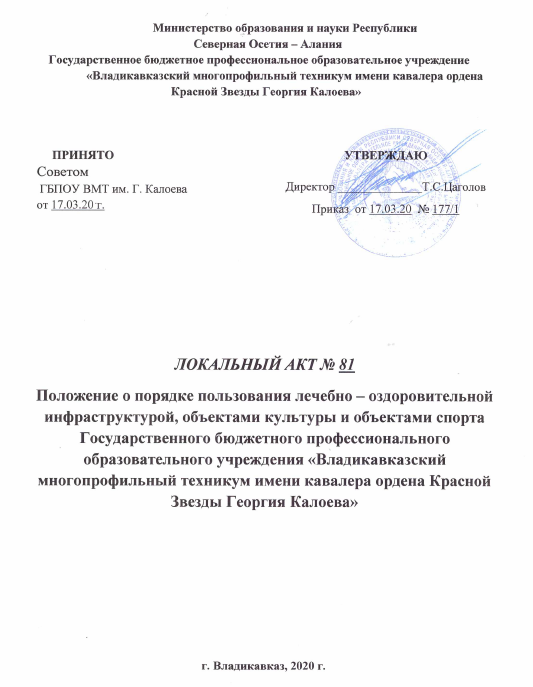 Министерство образования и науки Республики
Северная Осетия – Алания
Государственное бюджетное профессиональное образовательное учреждение
«Владикавказский многопрофильный техникум имени кавалера ордена
Красной Звезды Георгия Калоева»
ПРИНЯТО
Советом
ГБПОУ ВМТ им. Г. Калоева
от 17.03.20 г.
УТВЕРЖДАЮ
Директор ______________ Т.С.Цаголов
Приказ от 17.03.20 № 177/1
ЛОКАЛЬНЫЙ АКТ № 81
Положение о порядке пользования лечебно – оздоровительной
инфраструктурой, объектами культуры и объектами спорта
Государственного бюджетного профессионального
образовательного учреждения «Владикавказский
многопрофильный техникум имени кавалера ордена Красной
Звезды Георгия Калоева»
г. Владикавказ, 2020 г.